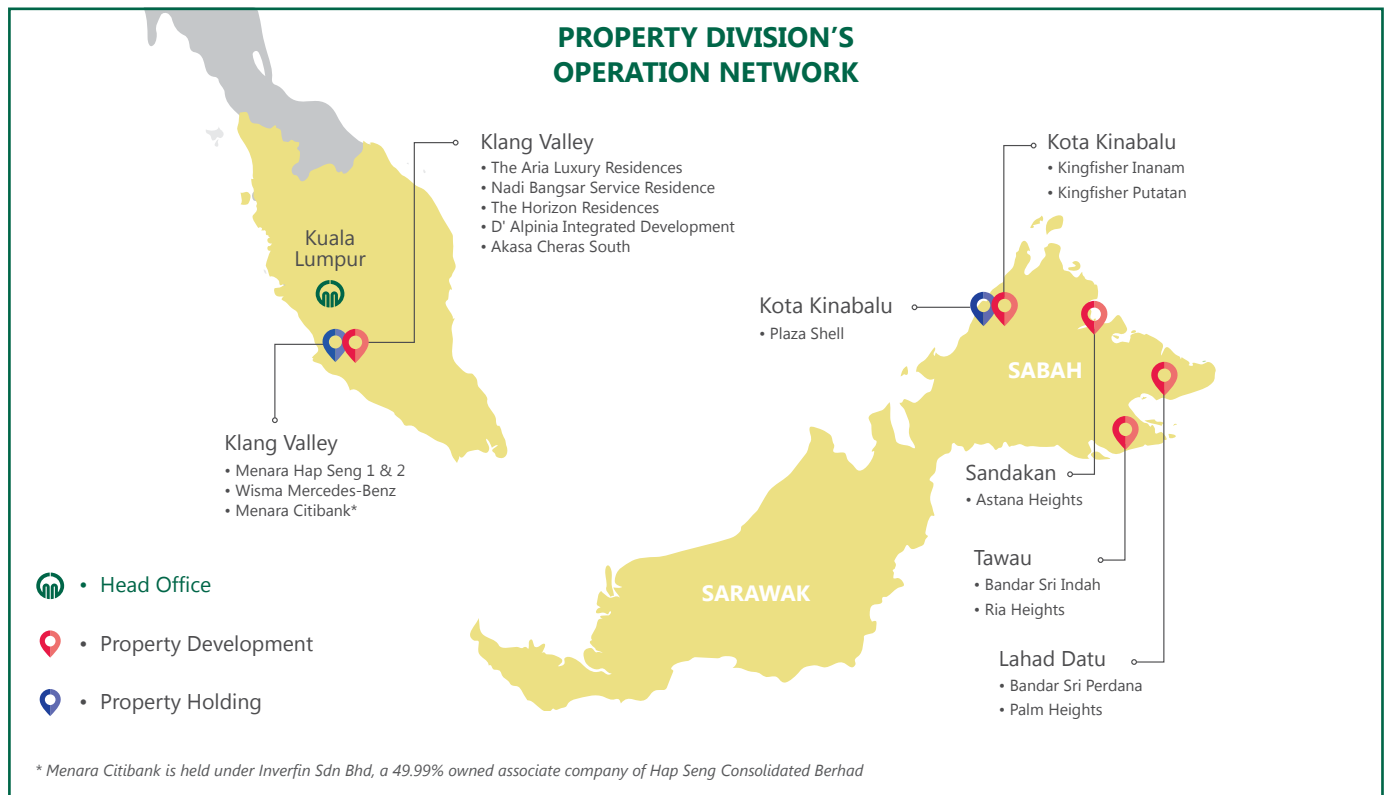 PROPERTY DIVISION'S
OPERATION NETWORK
Klang Valley
• The Aria Luxury Residences
• Nadi Bangsar Service Residence
• The Horizon Residences
• D' Alpinia Integrated Development
• Akasa Cheras South
Kuala
Lumpur
Klang Valley
• Menara Hap Seng 1 & 2
• Wisma Mercedes-Benz
• Menara Citibank*
Kota Kinabalu
• Kingfisher Inanam
• Kingfisher Putatan
Kota Kinabalu
• Plaza Shell
SABAH
SARAWAK
Sandakan
• Astana Heights
Tawau
• Bandar Sri Indah
• Ria Heights
Lahad Datu
• Bandar Sri Perdana
• Palm Heights
• Head Office
• Property Development
• Property Holding
* Menara Citibank is held under Inverfin Sdn Bhd, a 49.99% owned associate company of Hap Seng Consolidated Berhad